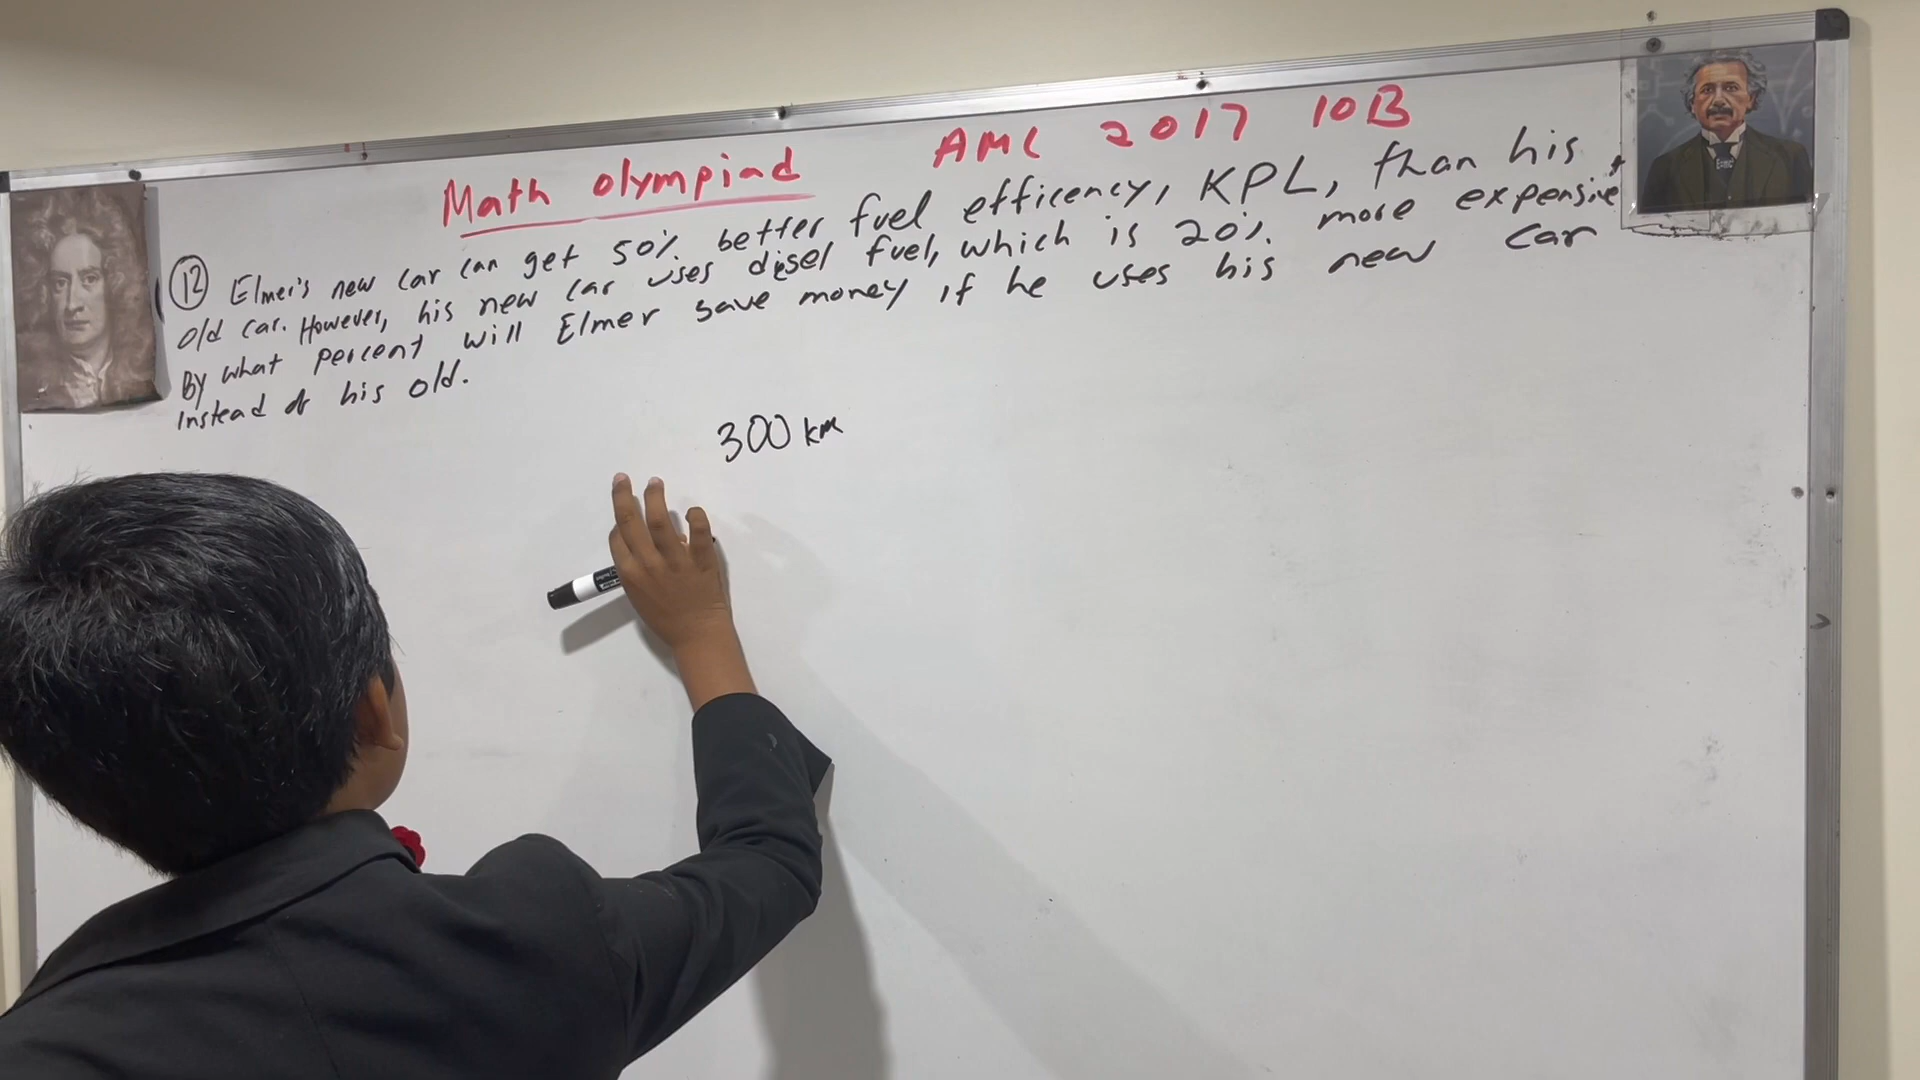 Math olympiad AMC 2017 10B
12 Elmer's new car can get 50% better fuel efficency, KPL, than his
old car. However, his new car uses disel fuel, which is 20% more expensive.
By what percent will Elmer save money if he uses his new car
instead of his old.
300 km